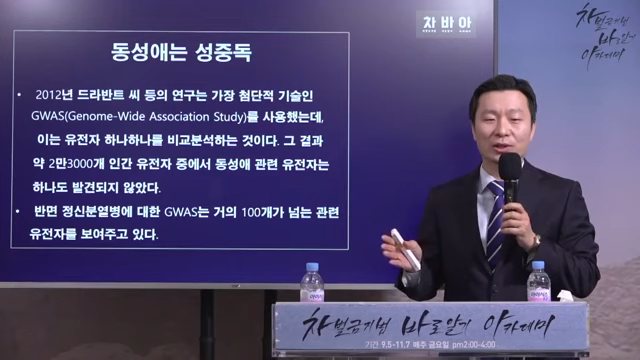 차 바 아
동성애는 성중독
• 2012년 드라반트 씨 등의 연구는 가장 첨단적 기술인
GWAS(Genome-Wide Association Study)를 사용했는데,
이는 유전자 하나하나를 비교분석하는 것이다. 그 결과
약 2만3000개 인간 유전자 중에서 동성애 관련 유전자는
하나도 발견되지 않았다.
• 반면 정신분열병에 대한 GWAS는 거의 100개가 넘는 관련
유전자를 보여주고 있다.
차별금지법
바로알기
아카데미
차별금지법 바로알기 아카데미
기간 9.5-11.7 매주 금요일 pm2:00-4:00